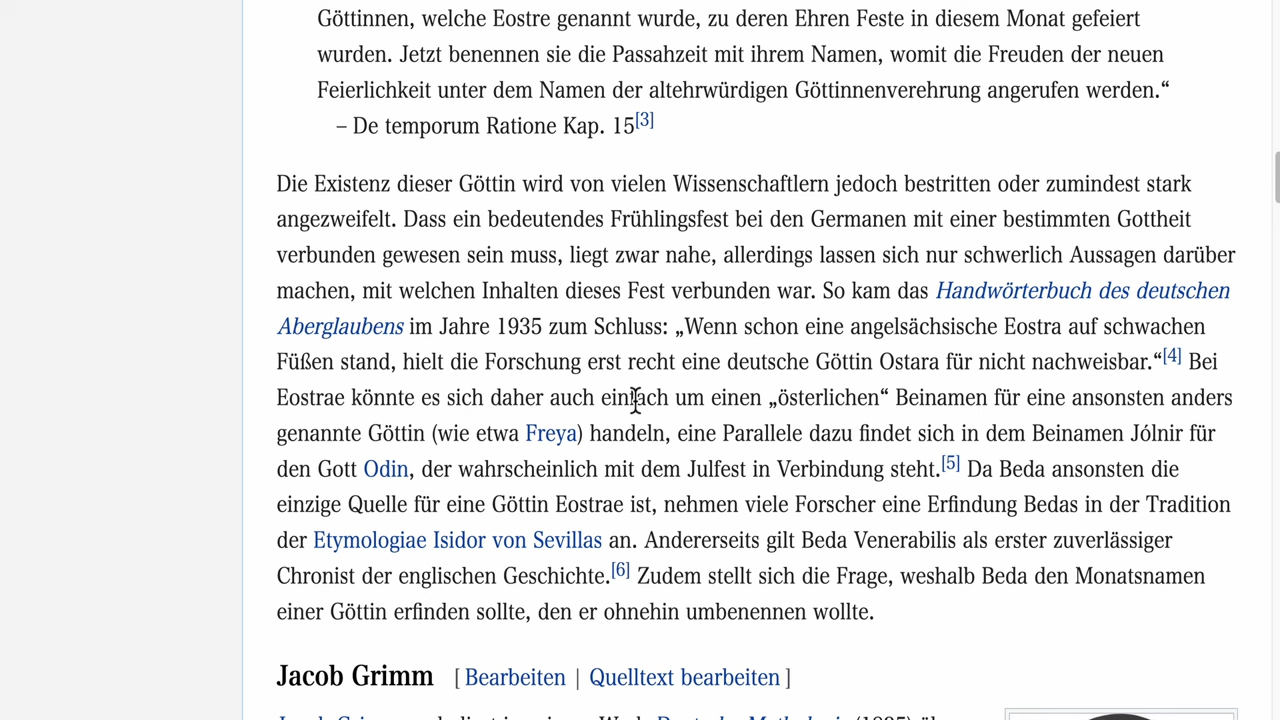 Göttinnen, welche Eostre genannt wurde, zu deren Ehren Feste in diesem Monat gefeiert
wurden. Jetzt benennen sie die Passahzeit mit ihrem Namen, womit die Freuden der neuen
Feierlichkeit unter dem Namen der altehrwürdigen Göttinnenverehrung angerufen werden.“
– De temporum Ratione Kap. 15[3]
Die Existenz dieser Göttin wird von vielen Wissenschaftlern jedoch bestritten oder zumindest stark
angezweifelt. Dass ein bedeutendes Frühlingsfest bei den Germanen mit einer bestimmten Gottheit
verbunden gewesen sein muss, liegt zwar nahe, allerdings lassen sich nur schwerlich Aussagen darüber
machen, mit welchen Inhalten dieses Fest verbunden war. So kam das Handwörterbuch des deutschen
Aberglaubens im Jahre 1935 zum Schluss: „Wenn schon eine angelsächsische Eostra auf schwachen
Füßen stand, hielt die Forschung erst recht eine deutsche Göttin Ostara für nicht nachweisbar.“[4] Bei
Eostrae könnte es sich daher auch einfach um einen „österlichen“ Beinamen für eine ansonsten anders
genannte Göttin (wie etwa Freya) handeln, eine Parallele dazu findet sich in dem Beinamen Jólnir für
den Gott Odin, der wahrscheinlich mit dem Julfest in Verbindung steht.[5] Da Beda ansonsten die
einzige Quelle für eine Göttin Eostrae ist, nehmen viele Forscher eine Erfindung Bedas in der Tradition
der Etymologiae Isidor von Sevillas an. Andererseits gilt Beda Venerabilis als erster zuverlässiger
Chronist der englischen Geschichte.[6] Zudem stellt sich die Frage, weshalb Beda den Monatsnamen
einer Göttin erfinden sollte, den er ohnehin umbenennen wollte.
Jacob Grimm [ Bearbeiten | Quelltext bearbeiten ]